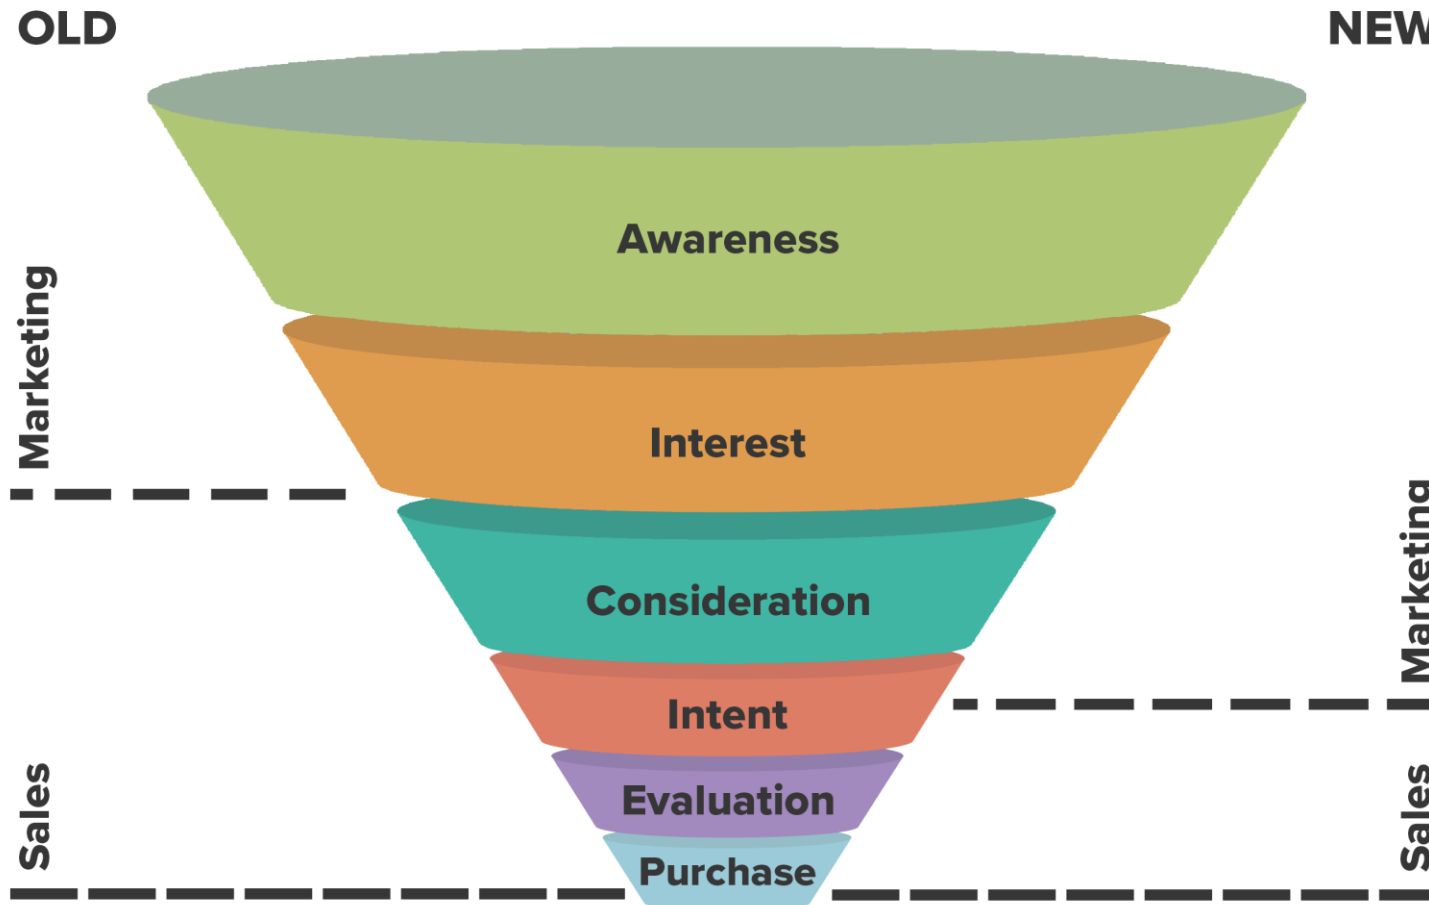 OLD
NEW
Awareness
Marketing
Interest
Consideration
Marketing
Intent
Sales
Evaluation
Sales
Purchase